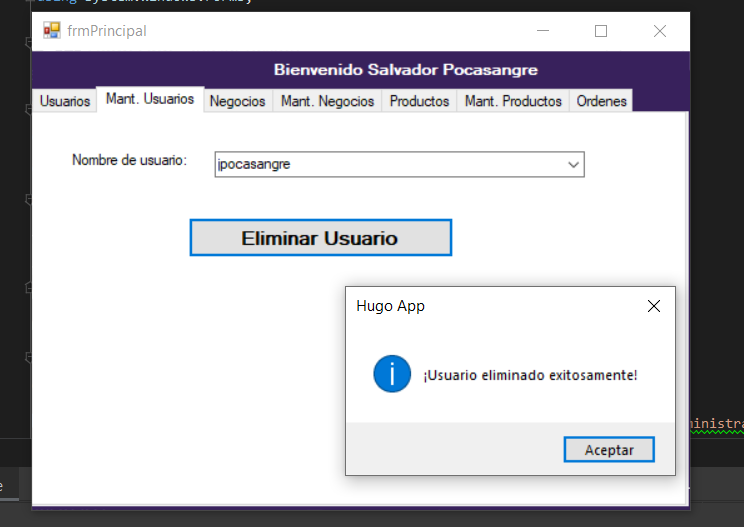 frmPrincipal
Bienvenido Salvador Pocasangre
Usuarios Mant. Usuarios Negocios Mant. Negocios Productos Mant. Productos Ordenes
Nombre de usuario: jpocasangre
Eliminar Usuario
Hugo App
¡Usuario eliminado exitosamente!
Aceptar